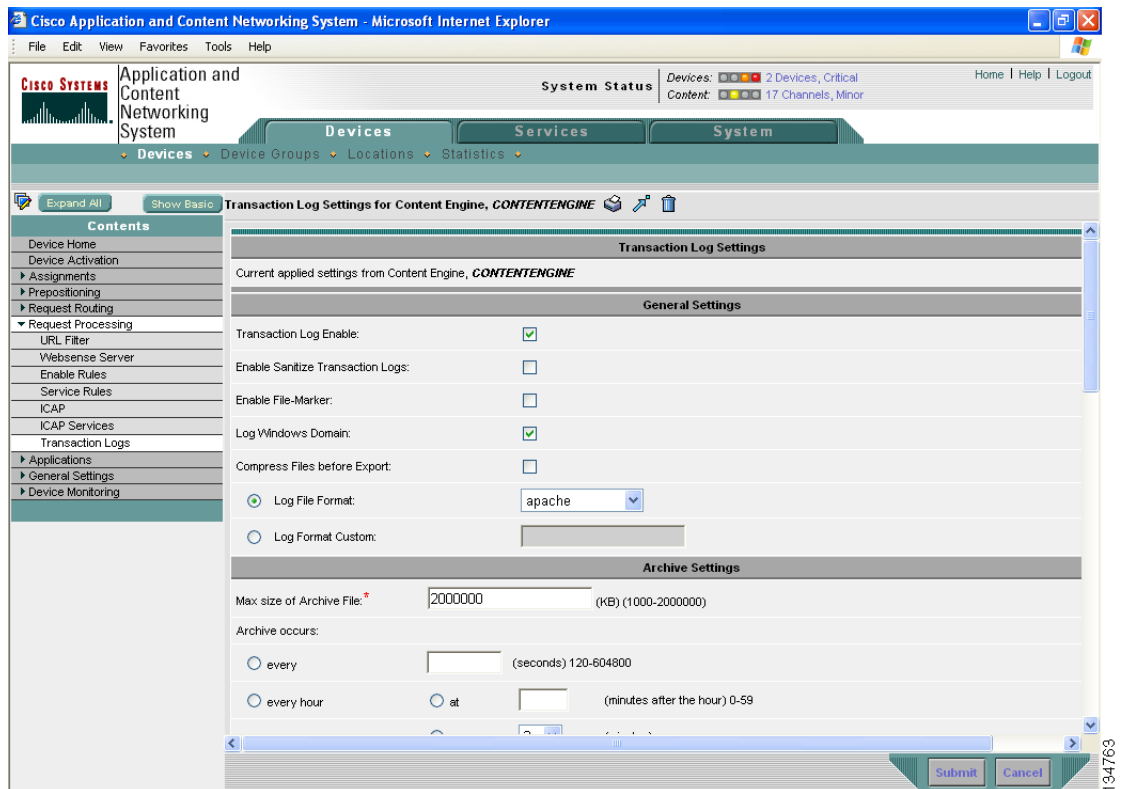 Cisco Application and Content Networking System - Microsoft Internet Explorer
File Edit View Favorites Tools Help
CISCO SYSTEMS
Application and
Content
Networking
System
System Status
Devices: 2 Devices, Critical
Content: 17 Channels, Minor
Home | Help | Logout
Devices Services System
Devices Device Groups Locations Statistics
Expand All Show Basic
Transaction Log Settings for Content Engine, CONTENTENGINE
Contents
Device Home
Device Activation
Assignments
Prepositioning
Request Routing
Request Processing
URL Filter
Websense Server
Enable Rules
Service Rules
ICAP
ICAP Services
Transaction Logs
Applications
General Settings
Device Monitoring
Transaction Log Settings
Current applied settings from Content Engine, CONTENTENGINE
General Settings
Transaction Log Enable:
Enable Sanitize Transaction Logs:
Enable File-Marker:
Log Windows Domain:
Compress Files before Export:
Log File Format: apache
Log Format Custom:
Archive Settings
Max size of Archive File:* 2000000 (KB) (1000-2000000)
Archive occurs:
every (seconds) 120-604800
every hour at (minutes after the hour) 0-59
Submit Cancel
134763